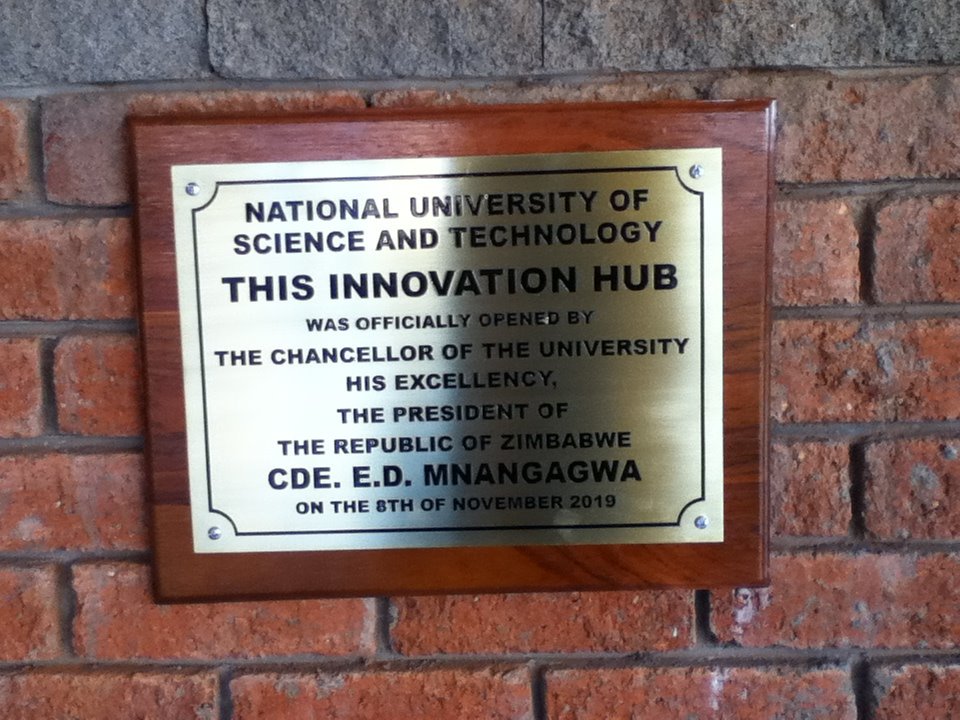 NATIONAL UNIVERSITY OF
SCIENCE AND TECHNOLOGY
THIS INNOVATION HUB
WAS OFFICIALLY OPENED BY
THE CHANCELLOR OF THE UNIVERSITY
HIS EXCELLENCY,
THE PRESIDENT OF
THE REPUBLIC OF ZIMBABWE
CDE. E.D. MNANGAGWA
ON THE 8TH OF NOVEMBER 2019